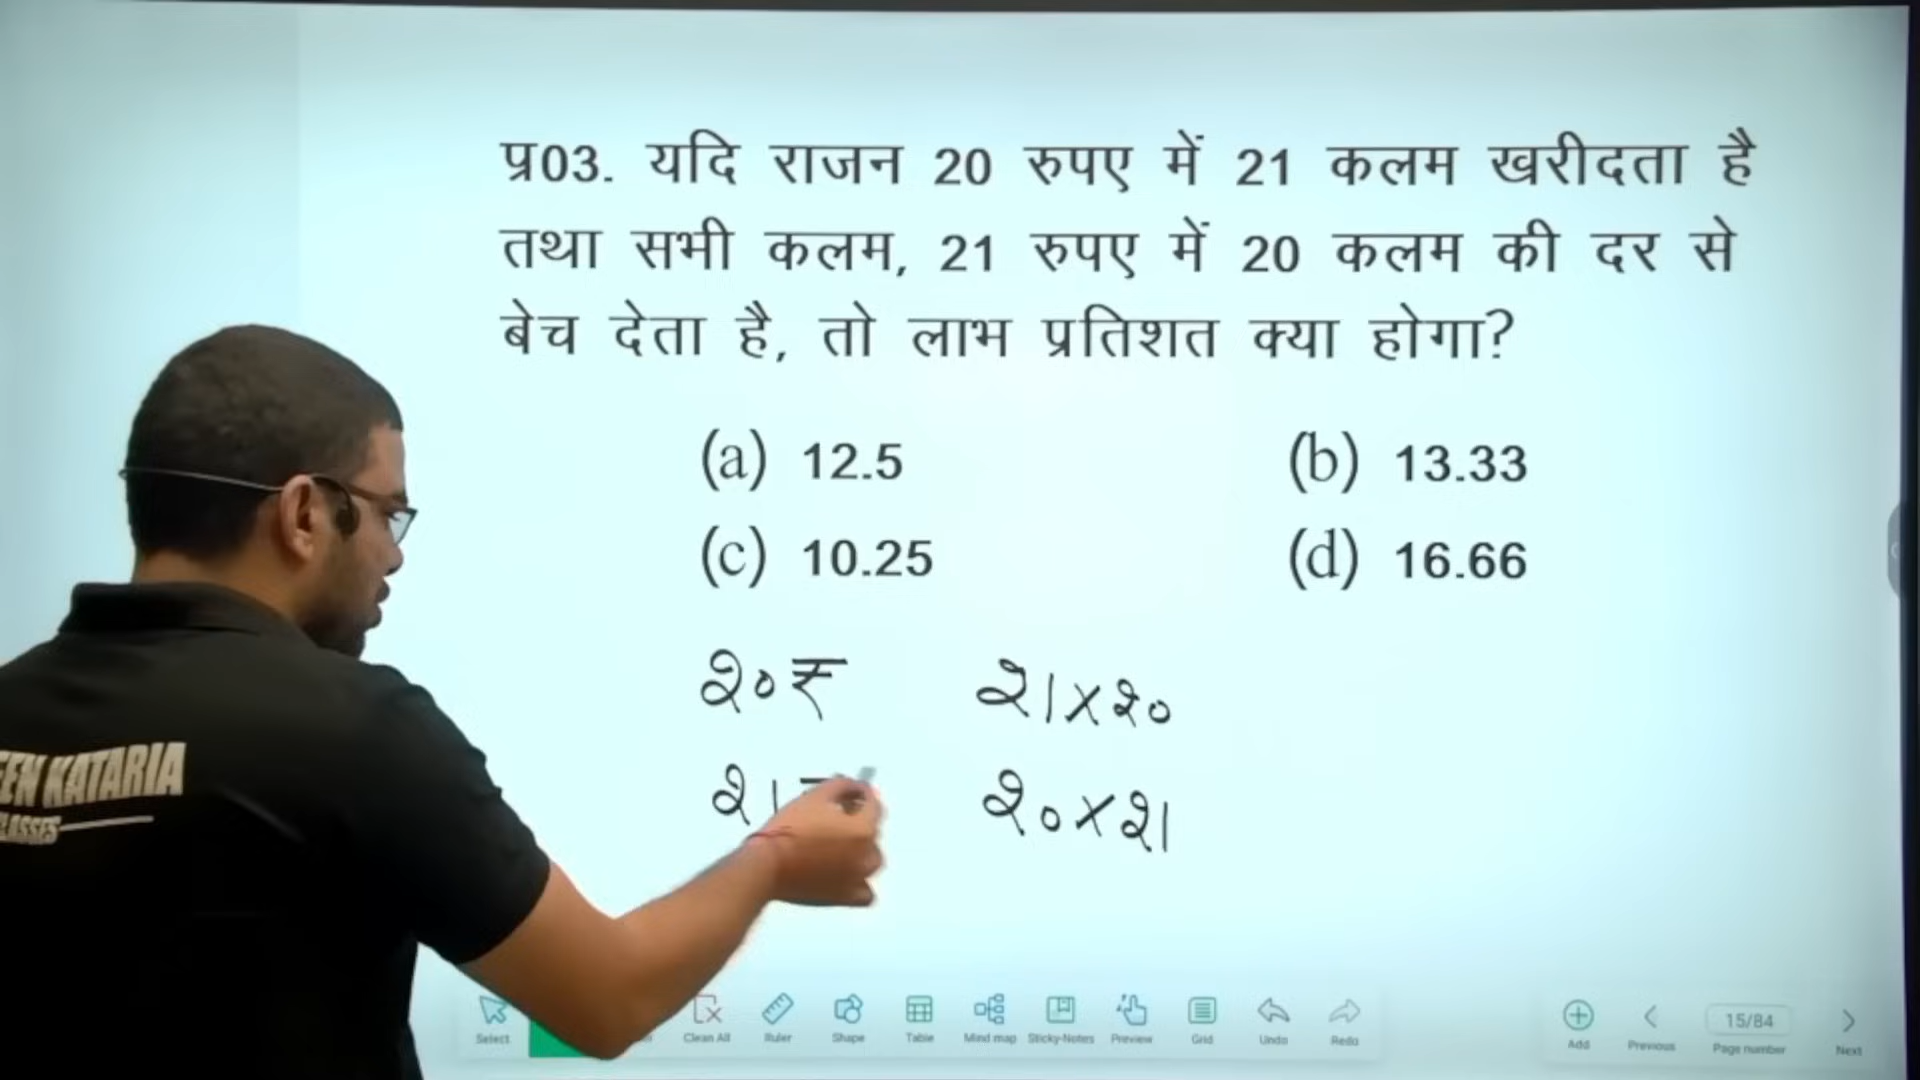 प्र03. यदि राजन 20 रुपए में 21 कलम खरीदता है
तथा सभी कलम, 21 रुपए में 20 कलम की दर से
बेच देता है, तो लाभ प्रतिशत क्या होगा?
(a) 12.5 (b) 13.33
(c) 10.25 (d) 16.66
२०₹ २१×२०
२१ २०×२१
KATARIA
CLASSES
Select Clean All Ruler Shape Table Mind map Sticky-Notes Preview Grid Undo Redo Add Previous 15/84 Page number Next